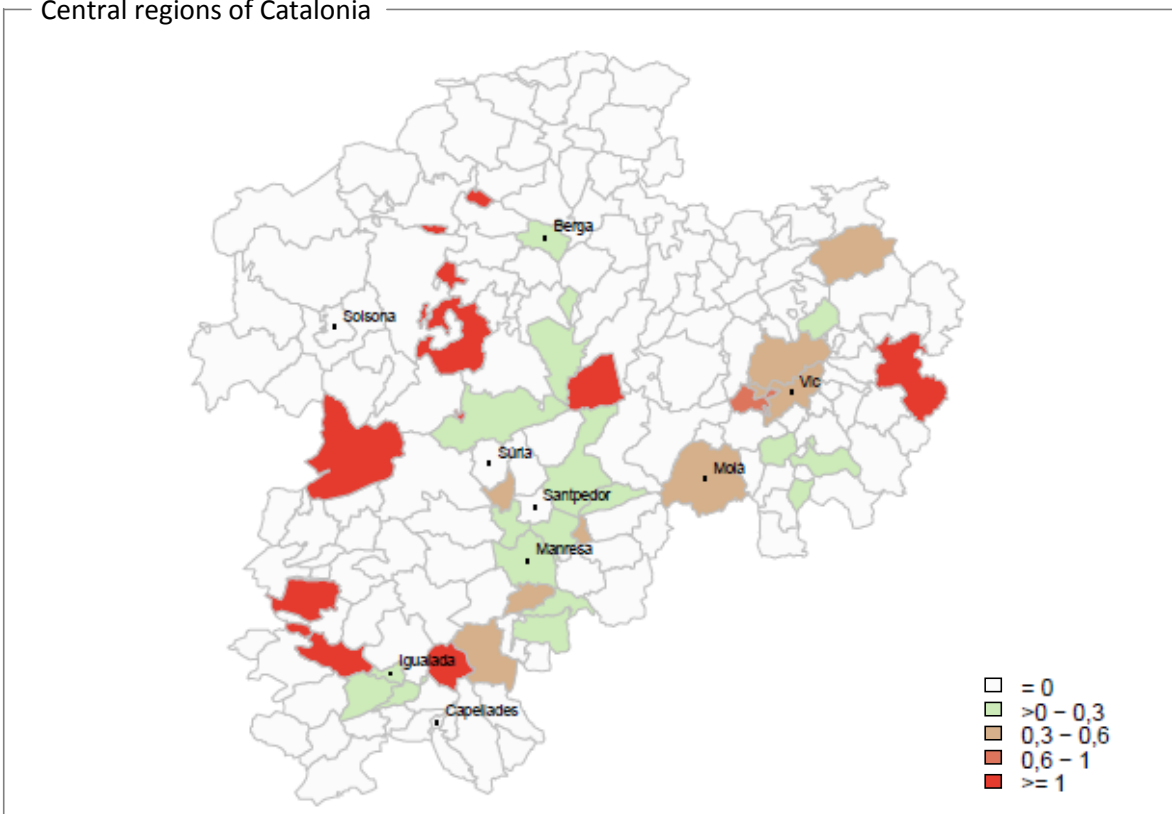 Central regions of Catalonia
Berga
Solsona
Vic
Súria
Moià
Santpedor
Manresa
Igualada
Capellades
= 0
>0 − 0,3
0,3 − 0,6
0,6 − 1
>= 1